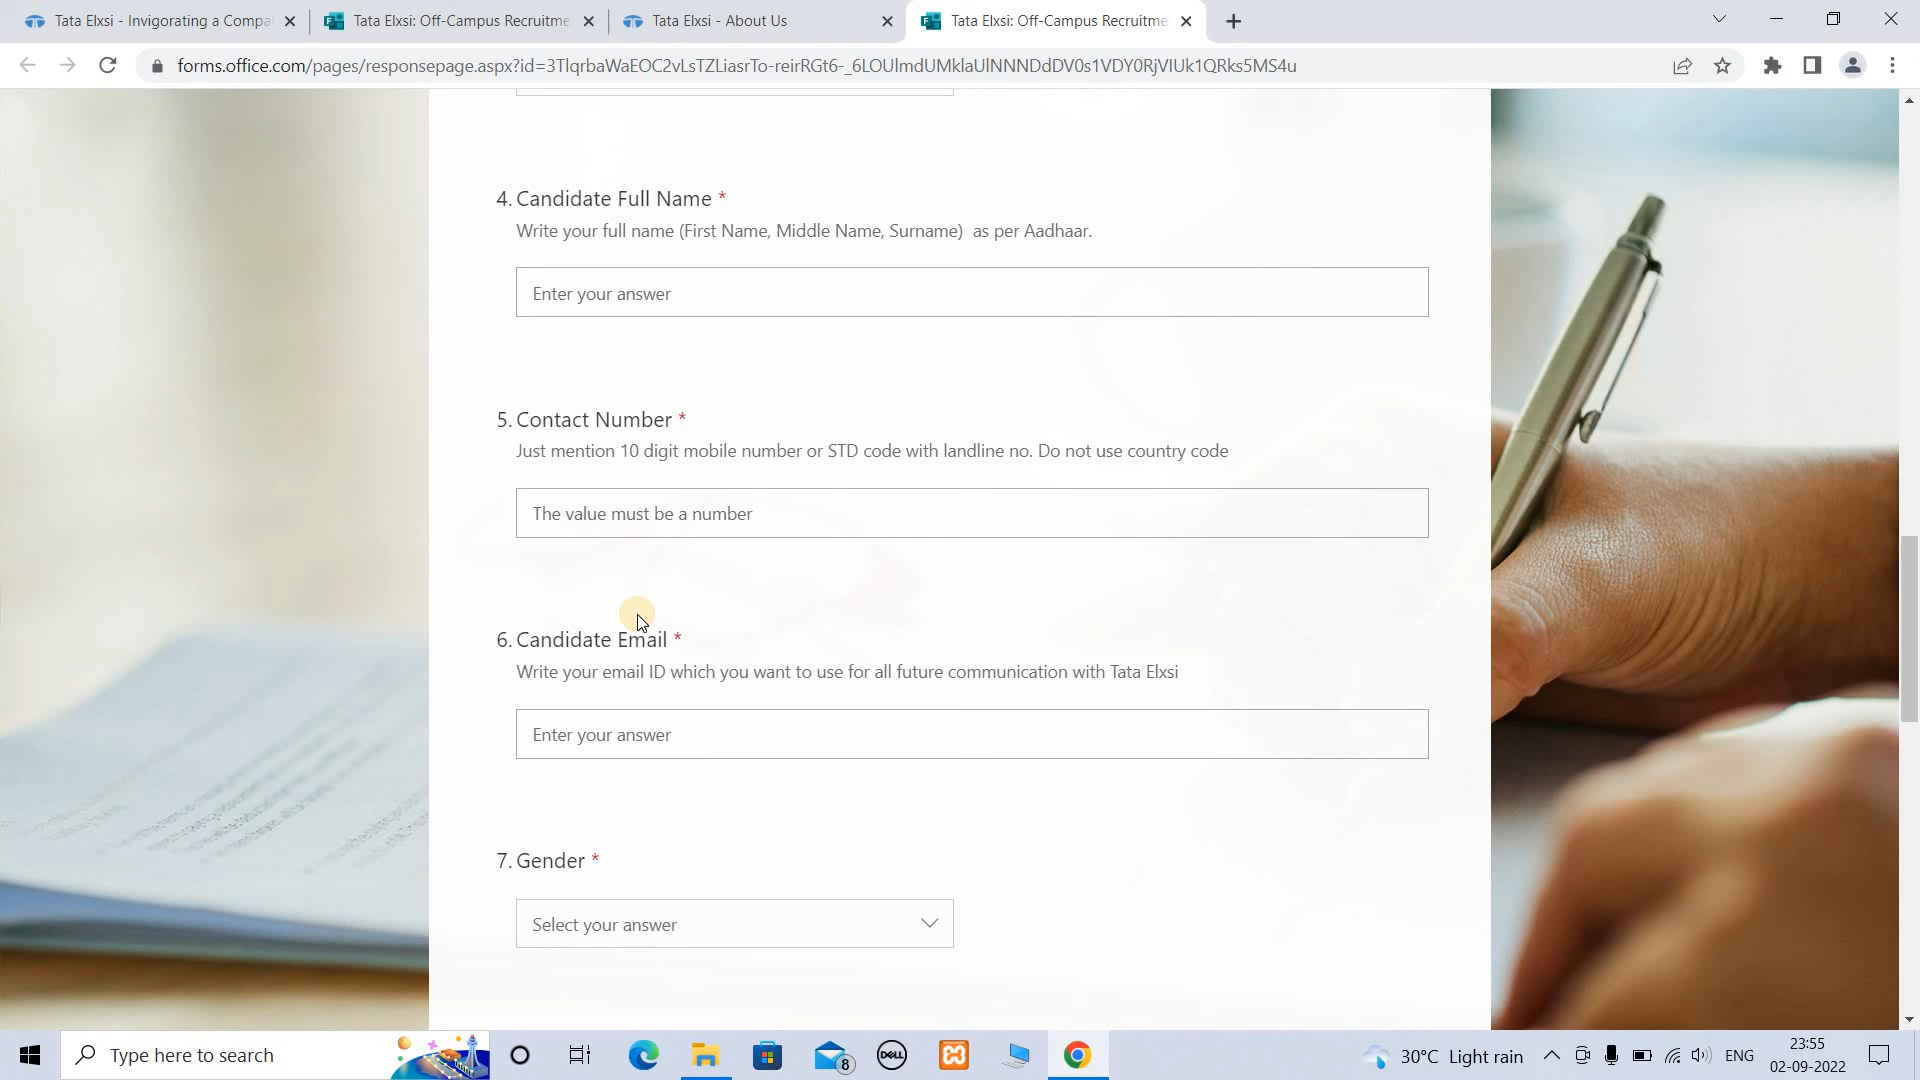 Tata Elxsi - Invigorating a Compa
Tata Elxsi: Off-Campus Recruitme
Tata Elxsi - About Us
Tata Elxsi: Off-Campus Recruitme
forms.office.com/pages/responsepage.aspx?id=3TlqrbaWaEOC2vLsTZLiasrTo-reirRGt6-_6LOUlmdUMklaUlNNNDdDV0s1VDY0RjVIUk1QRks5MS4u
4. Candidate Full Name *
Write your full name (First Name, Middle Name, Surname) as per Aadhaar.
Enter your answer
5. Contact Number *
Just mention 10 digit mobile number or STD code with landline no. Do not use country code
The value must be a number
6. Candidate Email *
Write your email ID which you want to use for all future communication with Tata Elxsi
Enter your answer
7. Gender *
Select your answer
Type here to search
8
DELL
30°C Light rain
ENG
23:55
02-09-2022